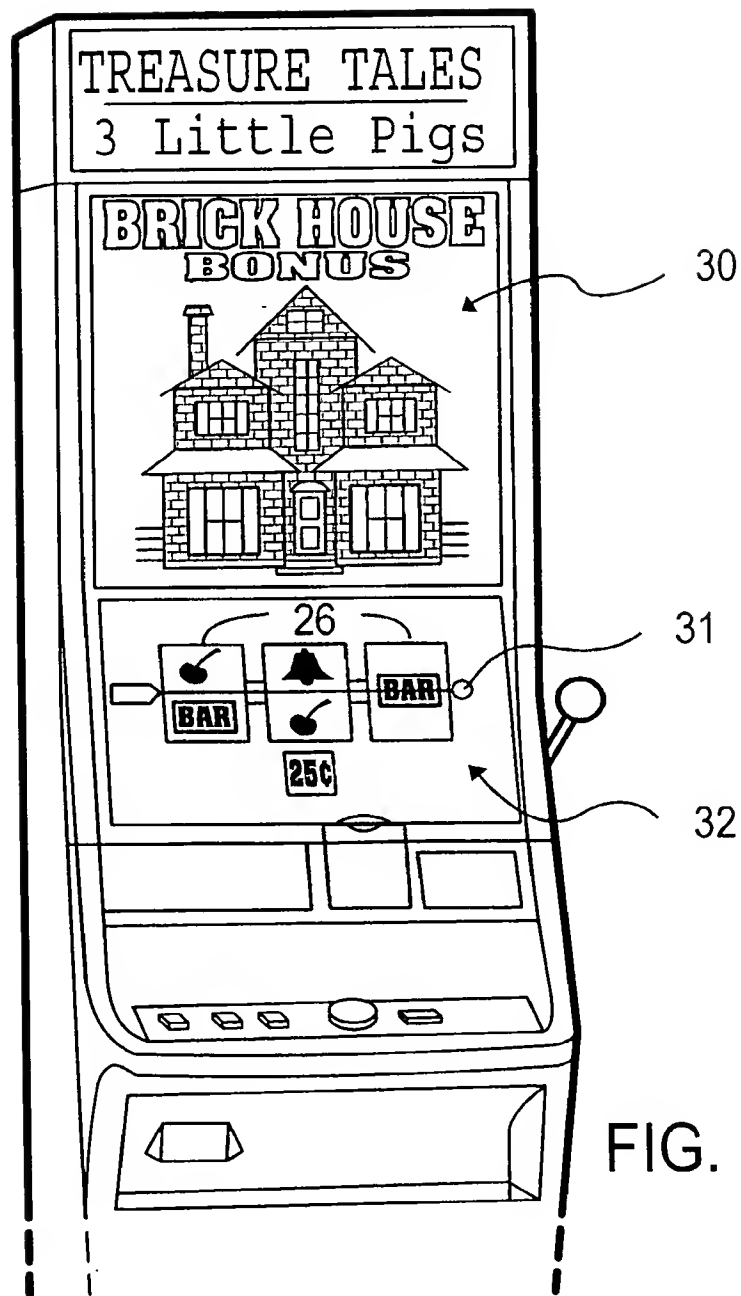 TREASURE TALES
3 Little Pigs
BRICK HOUSE
BONUS
30
26
31
BAR
BAR
25¢
32
FIG.